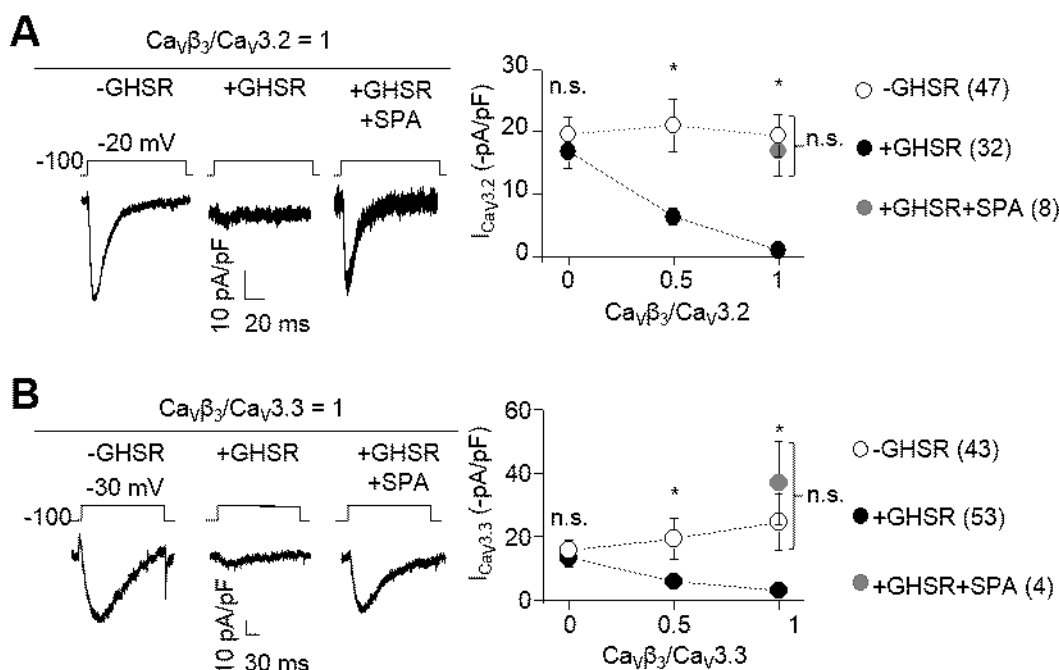 A
CaVβ3/CaV3.2 = 1
-GHSR +GHSR +GHSR
+SPA
-20 mV
-100
10 pA/pF
20 ms
ICaV3.2 (-pA/pF)
30
20
10
0
n.s. * *
n.s.
0 0.5 1
CaVβ3/CaV3.2
-GHSR (47)
+GHSR (32)
+GHSR+SPA (8)
B
CaVβ3/CaV3.3 = 1
-GHSR +GHSR +GHSR
+SPA
-30 mV
-100
10 pA/pF
30 ms
ICaV3.3 (-pA/pF)
60
40
20
0
n.s. * *
n.s.
0 0.5 1
CaVβ3/CaV3.3
-GHSR (43)
+GHSR (53)
+GHSR+SPA (4)